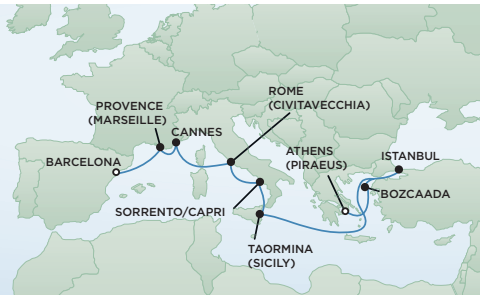 ROME
(CIVITAVECCHIA)
PROVENCE
(MARSEILLE)
CANNES
ATHENS
(PIRAEUS)
ISTANBUL
BARCELONA
BOZCAADA
SORRENTO/CAPRI
TAORMINA
(SICILY)